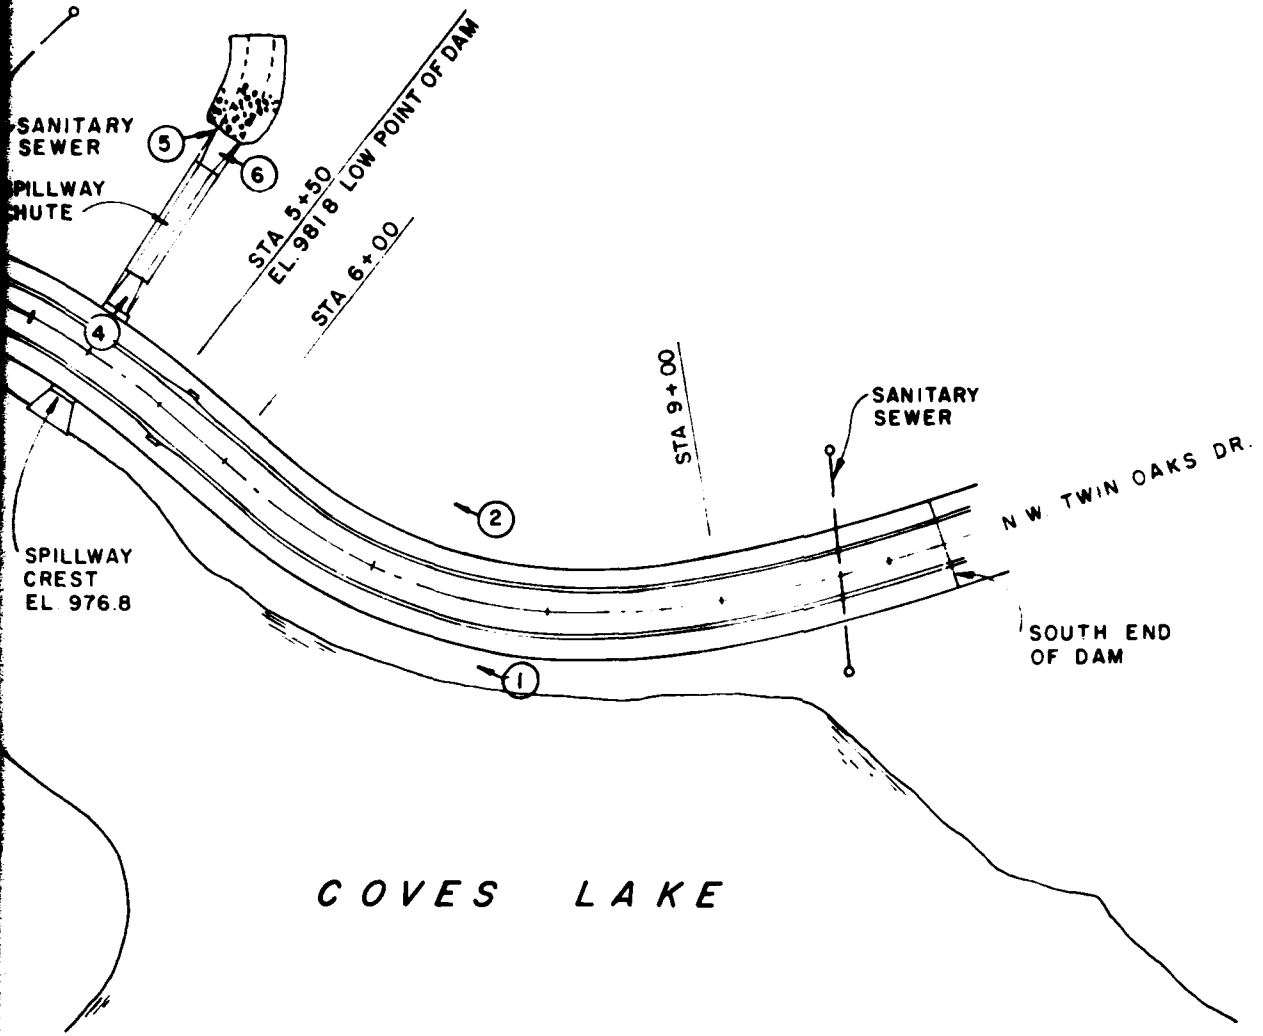 SANITARY
SEWER
5
6
PILLWAY
HUTE
4
STA 5+50
EL. 981 8 LOW POINT OF DAM
STA 6+00
STA 9+00
SANITARY
SEWER
N W TWIN OAKS DR.
2
SPILLWAY
CREST
EL 976.8
SOUTH END
OF DAM
1
COVES LAKE